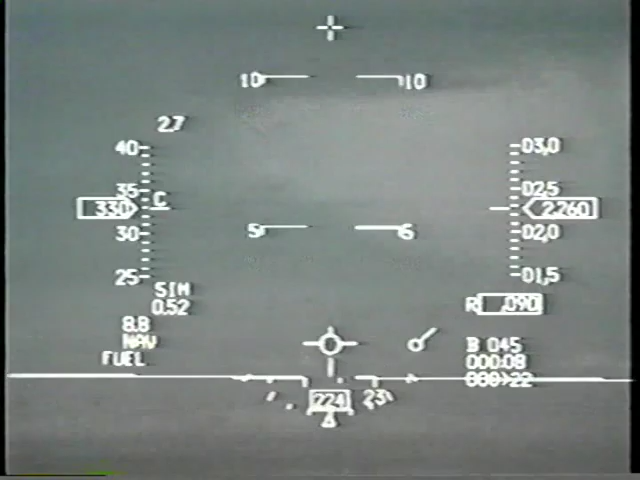 10 10
2.7
40 03,0
35 C 02,5
330 2,260
30 5 5 02,0
25 01,5
SIM
0.52 R ,090
8.8
NAV B 045
FUEL 000:08
000>22
224 23